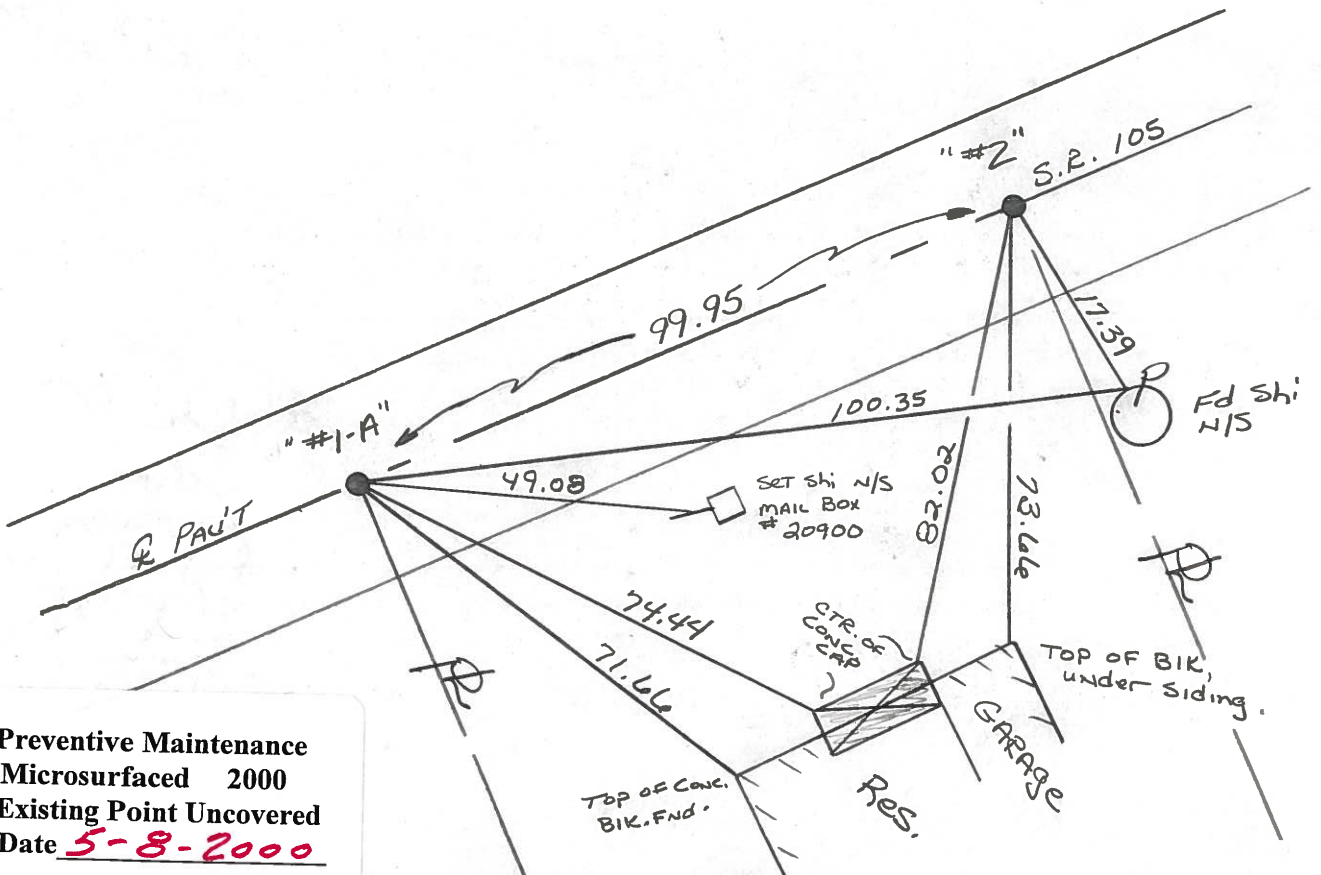 "#2"
S.R. 105
99.95
17.39
P
Fd Shi
N/S
100.35
"#1-A"
49.08
SET Shi N/S
MAIL BOX
# 20900
82.02
73.66
℄ PAV'T
74.44
71.66
CTR. OF
CONC
CAP
TOP OF BlK,
under Siding.
GARAGE
Res.
TOP OF CONC.
BlK. FNd.
Preventive Maintenance
Microsurfaced 2000
Existing Point Uncovered
Date 5-8-2000